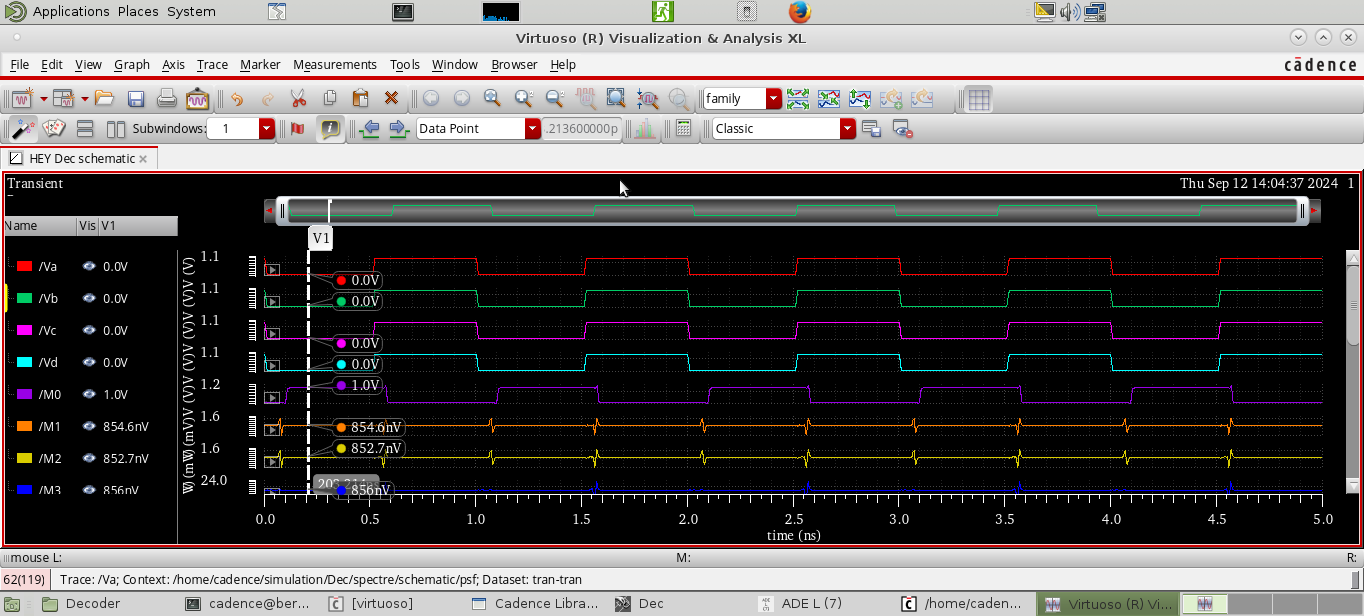 Applications Places System
Virtuoso (R) Visualization & Analysis XL
File Edit View Graph Axis Trace Marker Measurements Tools Window Browser Help
cādence
family
Subwindows: 1
Data Point
.213600000p
Classic
HEY Dec schematic
Transient
Thu Sep 12 14:04:37 2024 1
Name Vis V1
V1
/Va 0.0V
/Vb 0.0V
/Vc 0.0V
/Vd 0.0V
/M0 1.0V
/M1 854.6nV
/M2 852.7nV
/M3 856nV
1.1
1.1
1.1
1.1
1.2
1.6
1.6
24.0
V (V)
V (V)
V (V)
V (V)
V (V)
V (mV)
0.0V
0.0V
0.0V
0.0V
1.0V
854.6nV
852.7nV
856nV
0.0 0.5 1.0 1.5 2.0 2.5 3.0 3.5 4.0 4.5 5.0
time (ns)
mouse L: M: R:
62(119) Trace: /Va; Context: /home/cadence/simulation/Dec/spectre/schematic/psf; Dataset: tran-tran
Decoder cadence@ber... [virtuoso] Cadence Libra... Dec ADE L (7) /home/caden... Virtuoso (R) Vi...